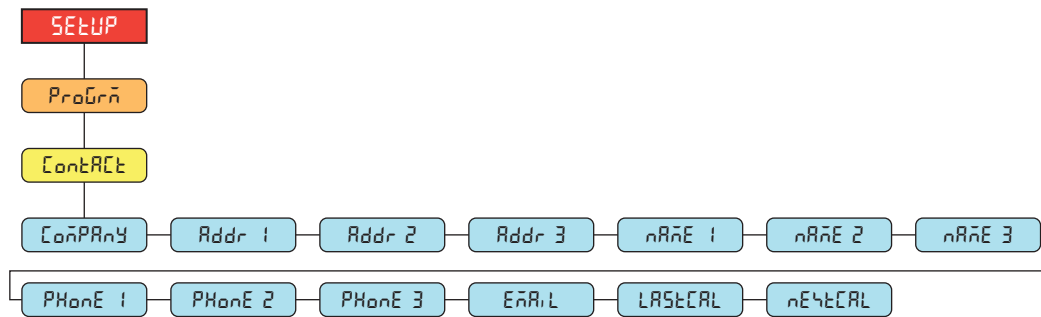 SEtUP
ProGrM
ContACt
CoMPAnY Addr 1 Addr 2 Addr 3 nAME 1 nAME 2 nAME 3
PHonE 1 PHonE 2 PHonE 3 EMAiL LAStCAL nEXtCAL